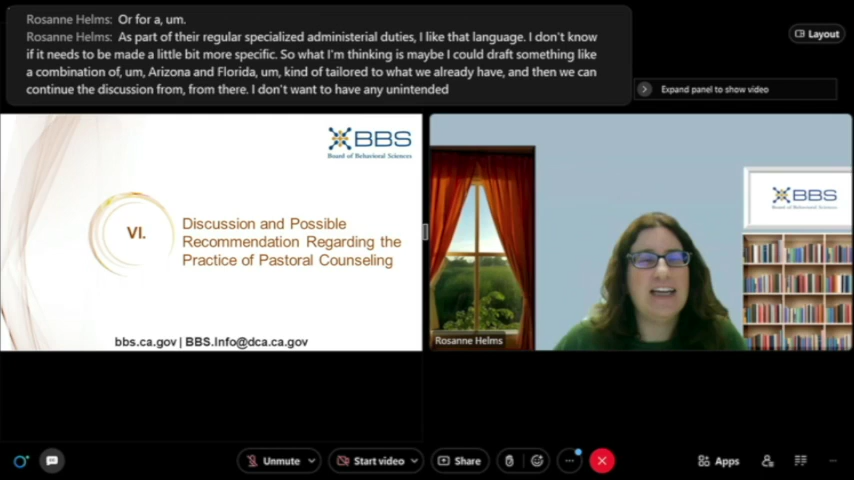 Rosanne Helms: Or for a, um.
Rosanne Helms: As part of their regular specialized administerial duties, I like that language. I don't know
if it needs to be made a little bit more specific. So what I'm thinking is maybe I could draft something like
a combination of, um, Arizona and Florida, um, kind of tailored to what we already have, and then we can
continue the discussion from, from there. I don't want to have any unintended
Layout
Expand panel to show video
BBS
Board of Behavioral Sciences
VI.
Discussion and Possible
Recommendation Regarding the
Practice of Pastoral Counseling
bbs.ca.gov | BBS.Info@dca.ca.gov
BBS
Board of Behavioral Sciences
Rosanne Helms
Unmute
Start video
Share
Apps